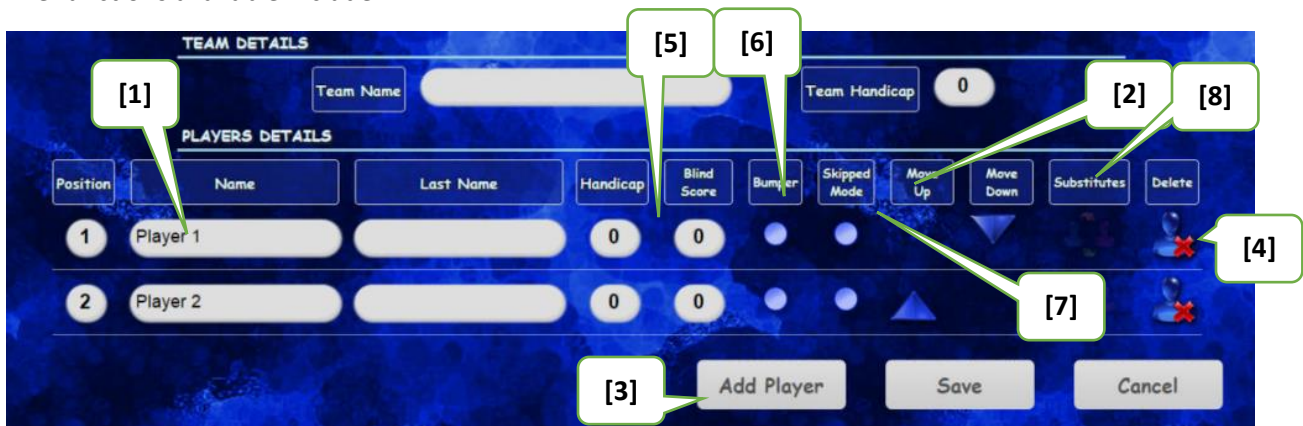 TEAM DETAILS
[5]
[6]
[1]
Team Name
Team Handicap
0
[2]
[8]
PLAYERS DETAILS
Position
Name
Last Name
Handicap
Blind Score
Bumper
Skipped Mode
Move Up
Move Down
Substitutes
Delete
1
Player 1
0
0
[4]
2
Player 2
0
0
[7]
[3]
Add Player
Save
Cancel